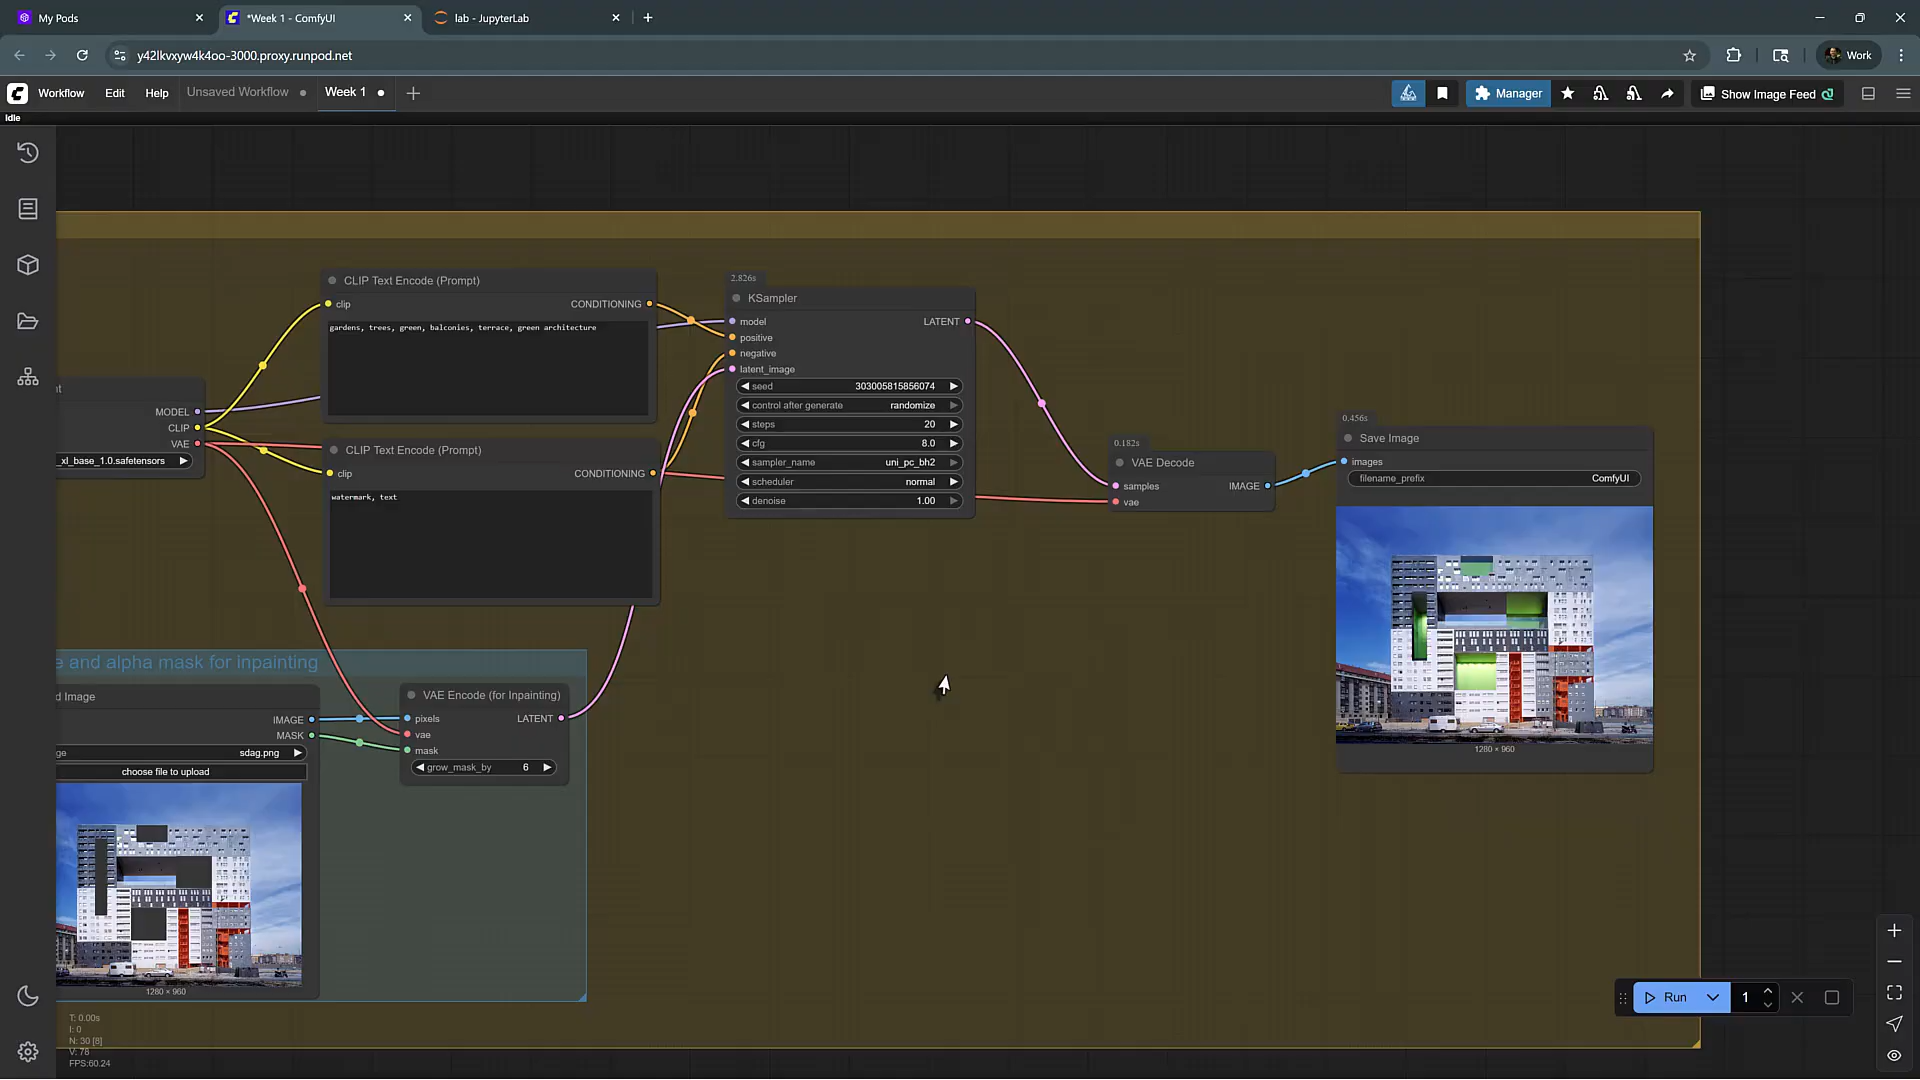 My Pods
*Week 1 - ComfyUI
lab - JupyterLab
y42lkvxyw4k4oo-3000.proxy.runpod.net
Work
Workflow
Edit
Help
Unsaved Workflow
Week 1
Manager
Show Image Feed
Idle
CLIP Text Encode (Prompt)
clip
CONDITIONING
gardens, trees, green, balconies, terrace, green architecture
2.826s
KSampler
model
LATENT
positive
negative
latent_image
seed 303005815856074
control after generate randomize
steps 20
cfg 8.0
sampler_name uni_pc_bh2
scheduler normal
denoise 1.00
MODEL
CLIP
VAE
_xl_base_1.0.safetensors
CLIP Text Encode (Prompt)
clip
CONDITIONING
watermark, text
0.182s
VAE Decode
samples
IMAGE
vae
0.456s
Save Image
images
filename_prefix ComfyUI
1280 × 960
e and alpha mask for inpainting
d Image
IMAGE
MASK
ge sdag.png
choose file to upload
1280 × 960
VAE Encode (for Inpainting)
pixels
LATENT
vae
mask
grow_mask_by 6
Run
1
T: 0.00s
I: 0
N: 30 [8]
V: 78
FPS:60.24